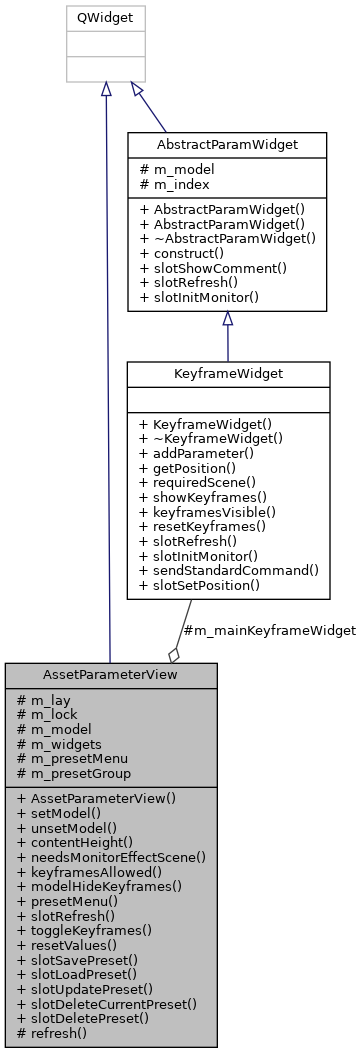 QWidget
AbstractParamWidget
# m_model
# m_index
+ AbstractParamWidget()
+ AbstractParamWidget()
+ ~AbstractParamWidget()
+ construct()
+ slotShowComment()
+ slotRefresh()
+ slotInitMonitor()
KeyframeWidget
+ KeyframeWidget()
+ ~KeyframeWidget()
+ addParameter()
+ getPosition()
+ requiredScene()
+ showKeyframes()
+ keyframesVisible()
+ resetKeyframes()
+ slotRefresh()
+ slotInitMonitor()
+ sendStandardCommand()
+ slotSetPosition()
#m_mainKeyframeWidget
AssetParameterView
# m_lay
# m_lock
# m_model
# m_widgets
# m_presetMenu
# m_presetGroup
+ AssetParameterView()
+ setModel()
+ unsetModel()
+ contentHeight()
+ needsMonitorEffectScene()
+ keyframesAllowed()
+ modelHideKeyframes()
+ presetMenu()
+ slotRefresh()
+ toggleKeyframes()
+ resetValues()
+ slotSavePreset()
+ slotLoadPreset()
+ slotUpdatePreset()
+ slotDeleteCurrentPreset()
+ slotDeletePreset()
# refresh()